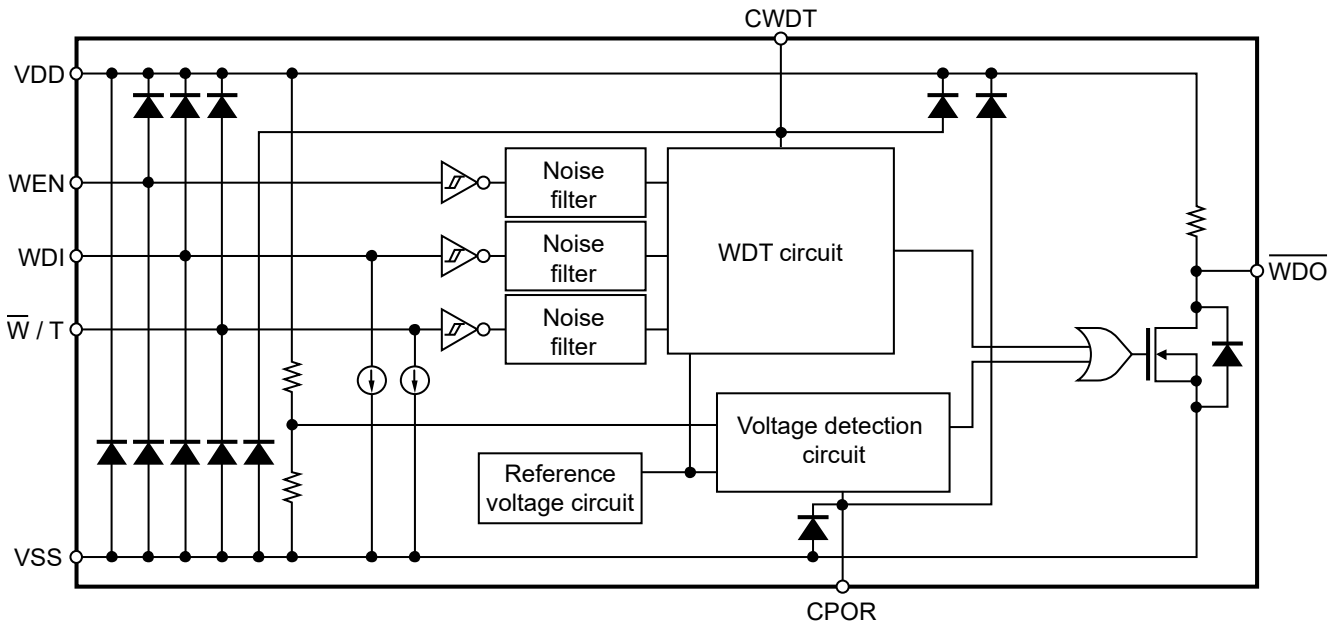 CWDT
VDD
WEN
Noise
filter
WDI
Noise
filter
WDT circuit
W̅D̅O̅
W̅ / T
Noise
filter
Voltage detection
circuit
Reference
voltage circuit
VSS
CPOR